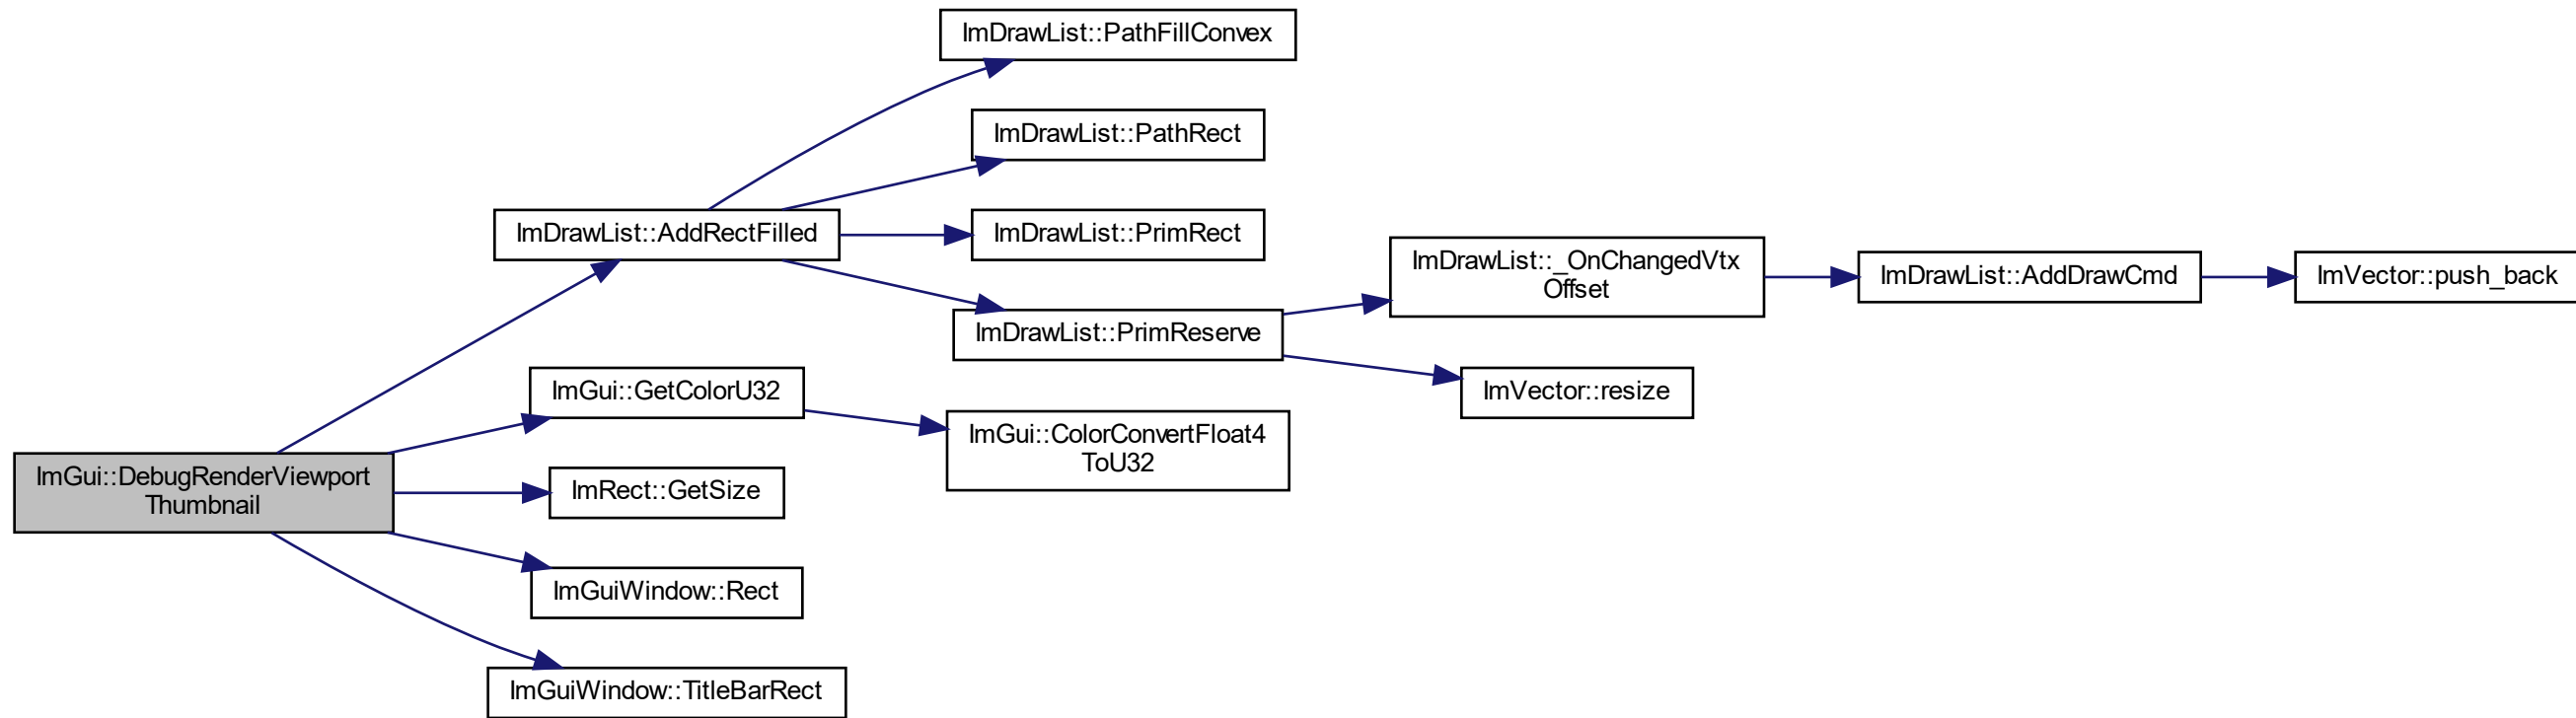 ImDrawList::PathFillConvex
ImDrawList::PathRect
ImDrawList::AddRectFilled
ImDrawList::PrimRect
ImDrawList::_OnChangedVtx
Offset
ImDrawList::AddDrawCmd
ImVector::push_back
ImDrawList::PrimReserve
ImGui::GetColorU32
ImVector::resize
ImGui::ColorConvertFloat4
ToU32
ImGui::DebugRenderViewport
Thumbnail
ImRect::GetSize
ImGuiWindow::Rect
ImGuiWindow::TitleBarRect